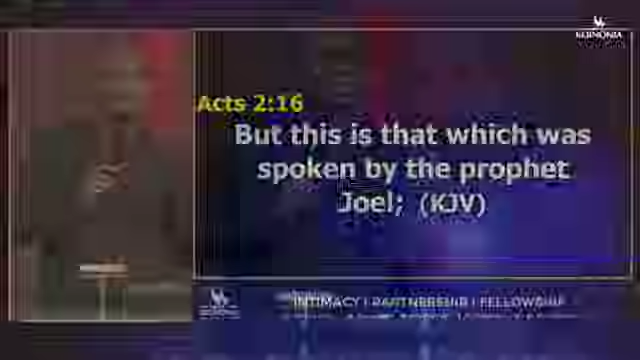 KOINONIA
Acts 2:16
But this is that which was
spoken by the prophet
Joel; (KJV)
INTIMACY | PARTNERSHIP | FELLOWSHIP